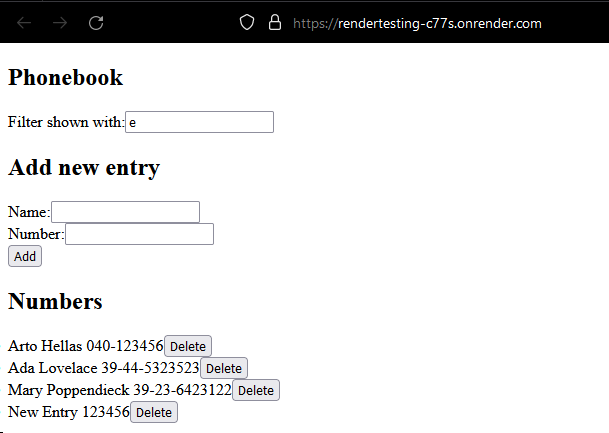 https://rendertesting-c77s.onrender.com
Phonebook
Filter shown with: e
Add new entry
Name:
Number:
Add
Numbers
Arto Hellas 040-123456 Delete
Ada Lovelace 39-44-5323523 Delete
Mary Poppendieck 39-23-6423122 Delete
New Entry 123456 Delete